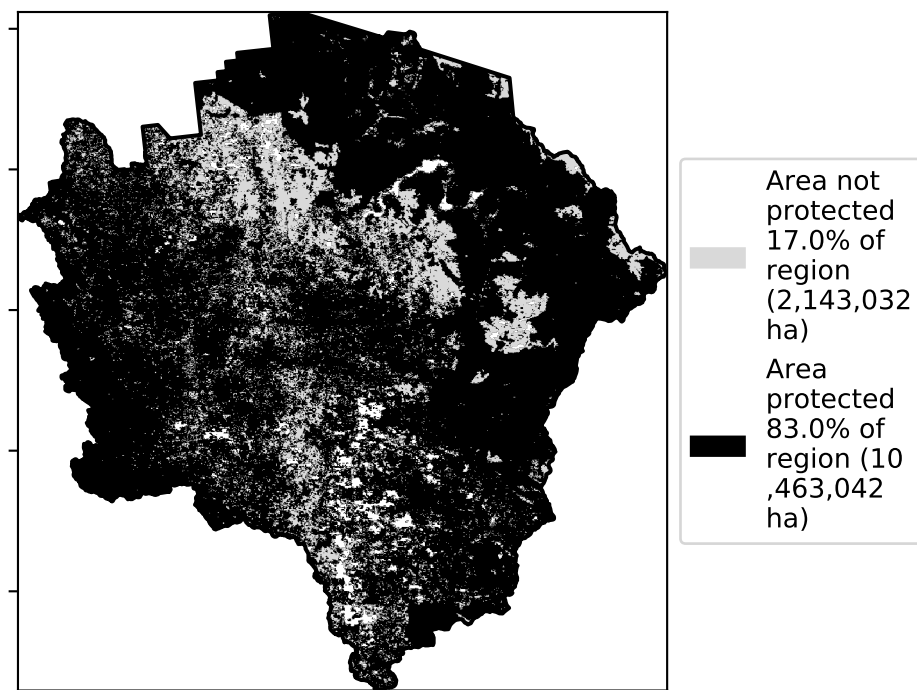 Area not
protected
17.0% of
region
(2,143,032
ha)
Area
protected
83.0% of
region (10
,463,042
ha)